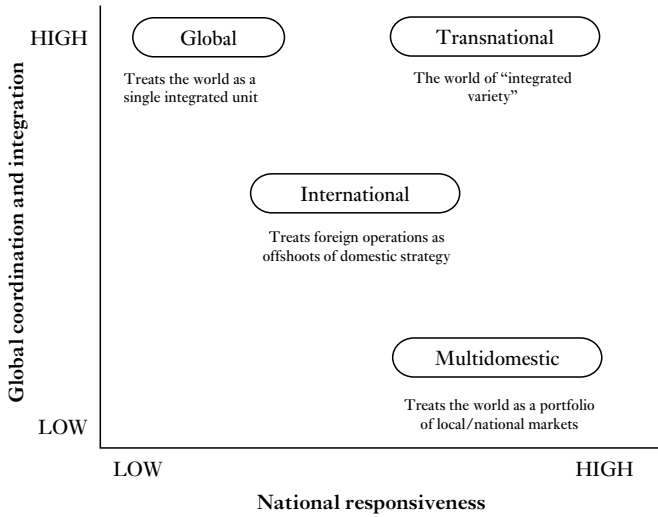 HIGH
Global
Transnational
Treats the world as a
single integrated unit
The world of “integrated
variety”
Global coordination and integration
International
Treats foreign operations as
offshoots of domestic strategy
Multidomestic
Treats the world as a portfolio
of local/national markets
LOW
LOW
HIGH
National responsiveness